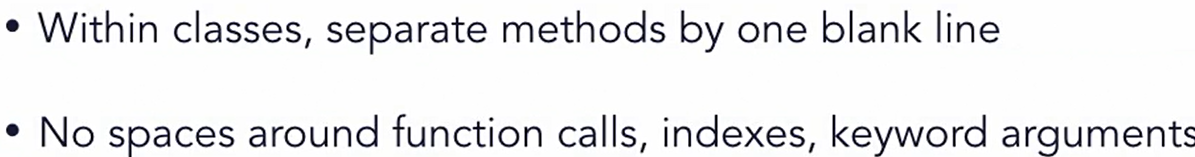 • Within classes, separate methods by one blank line
• No spaces around function calls, indexes, keyword arguments